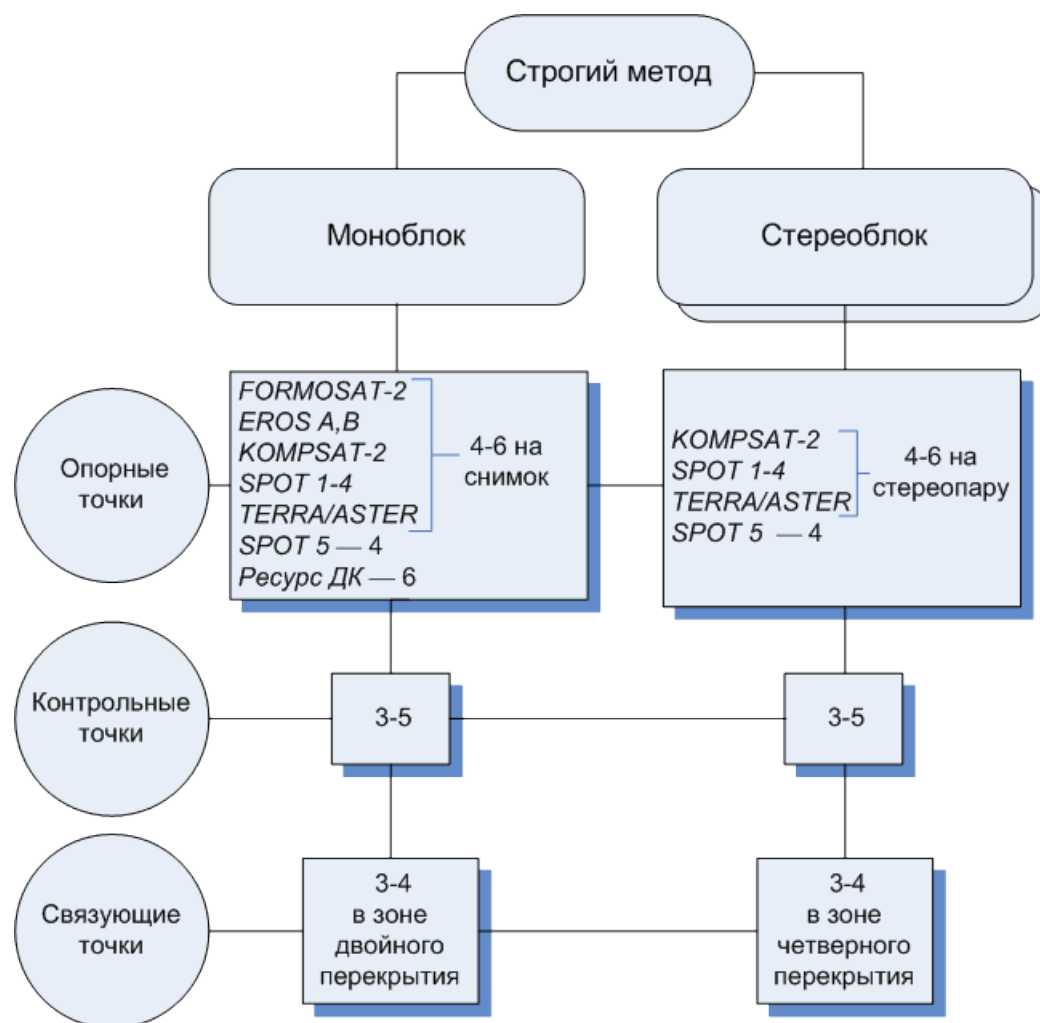 Строгий метод
Моноблок
Стереоблок
Опорные
точки
FORMOSAT-2
EROS A,B
KOMPSAT-2
SPOT 1-4
TERRA/ASTER
SPOT 5 — 4
Ресурс ДК — 6
4-6 на
снимок
KOMPSAT-2
SPOT 1-4
TERRA/ASTER
SPOT 5 — 4
4-6 на
стереопару
Контрольные
точки
3-5
3-5
Связующие
точки
3-4
в зоне
двойного
перекрытия
3-4
в зоне
четверного
перекрытия